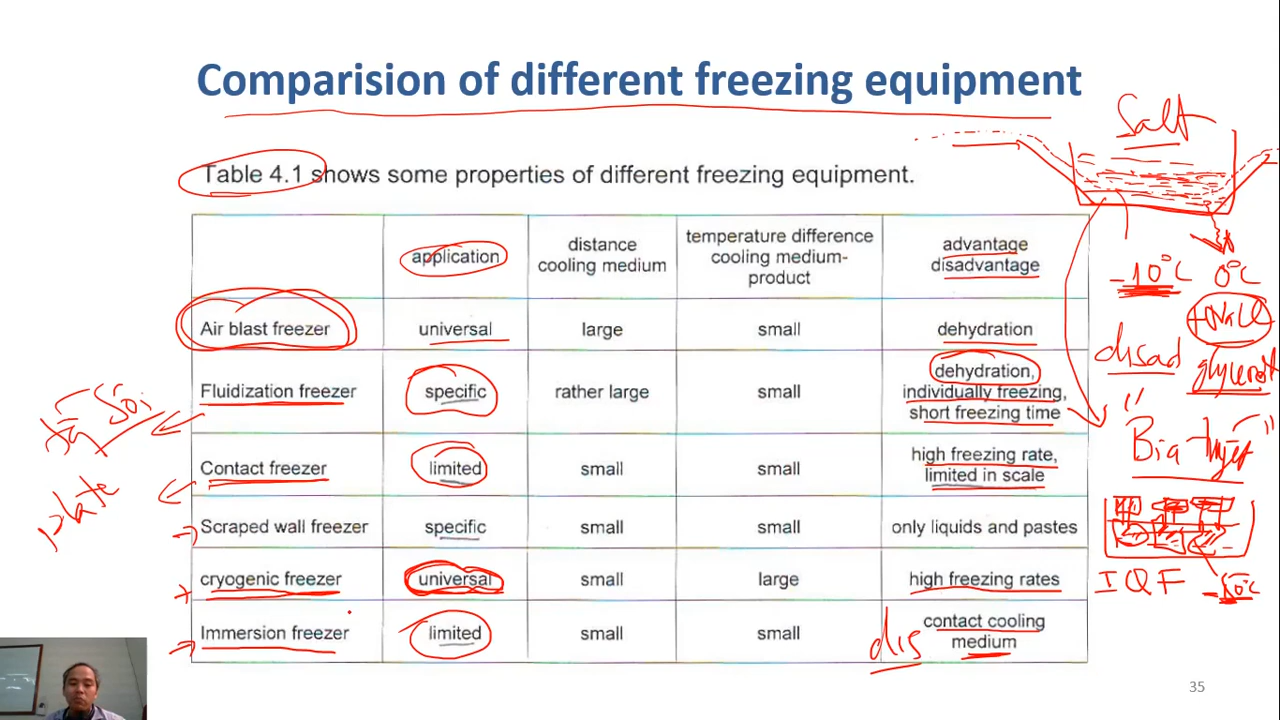 Comparision of different freezing equipment
Table 4.1 shows some properties of different freezing equipment.
application
distance
cooling medium
temperature difference
cooling medium-
product
advantage
disadvantage
Air blast freezer universal large small dehydration
Fluidization freezer specific rather large small dehydration,
individually freezing,
short freezing time
Contact freezer limited small small high freezing rate,
limited in scale
Scraped wall freezer specific small small only liquids and pastes
cryogenic freezer universal small large high freezing rates
Immersion freezer limited small small contact cooling
medium
dis
plate
Salt
-10°C 0°C
+ NaCl
disad
glycerol
"Bia
IQF
35